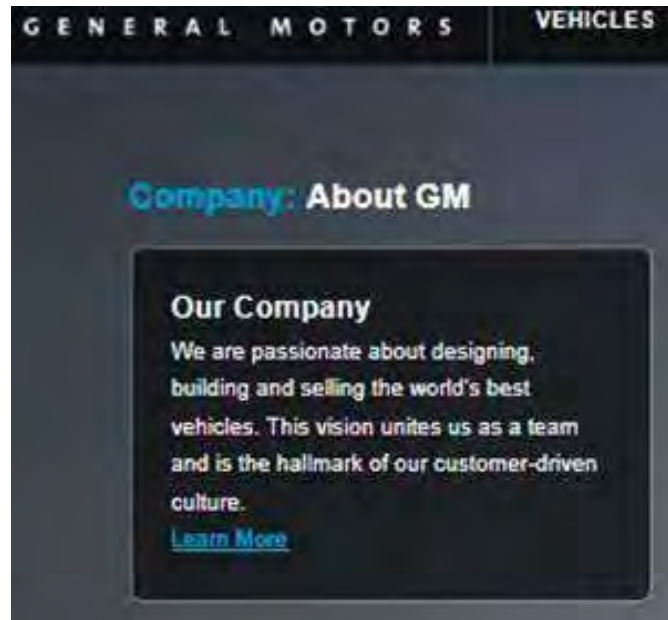 GENERAL MOTORS
VEHICLES
Company: About GM
Our Company
We are passionate about designing,
building and selling the world's best
vehicles. This vision unites us as a team
and is the hallmark of our customer-driven
culture.
Learn More